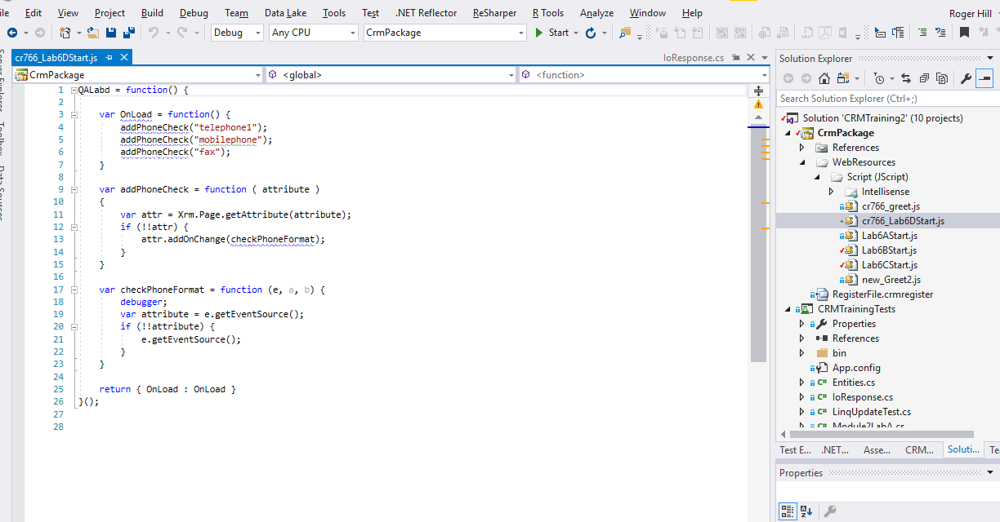 ile Edit View Project Build Debug Team Data Lake Tools Test .NET Reflector ReSharper R Tools Analyze Window Help Roger Hill
Debug Any CPU CrmPackage Start
cr766_Lab6DStart.js IoResponse.cs
CrmPackage <global> <function>
1 QALabd = function() {
2
3 var OnLoad = function() {
4 addPhoneCheck("telephone1");
5 addPhoneCheck("mobilephone");
6 addPhoneCheck("fax");
7 }
8
9 var addPhoneCheck = function ( attribute )
10 {
11 var attr = Xrm.Page.getAttribute(attribute);
12 if (!!attr) {
13 attr.addOnChange(checkPhoneFormat);
14 }
15 }
16
17 var checkPhoneFormat = function (e, a, b) {
18 debugger;
19 var attribute = e.getEventSource();
20 if (!!attribute) {
21 e.getEventSource();
22 }
23 }
24
25 return { OnLoad : OnLoad }
26 }();
27
28
Solution Explorer
Search Solution Explorer (Ctrl+;)
Solution 'CRMTraining2' (10 projects)
CrmPackage
References
WebResources
Script (JScript)
Intellisense
cr766_greet.js
cr766_Lab6DStart.js
Lab6AStart.js
Lab6BStart.js
Lab6CStart.js
new_Greet2.js
RegisterFile.crmregister
CRMTrainingTests
Properties
References
bin
App.config
C# Entities.cs
C# IoResponse.cs
C# LinqUpdateTest.cs
C# Module2LabA.cs
Test E... .NET... Asse... CRM... Soluti... Te
Properties